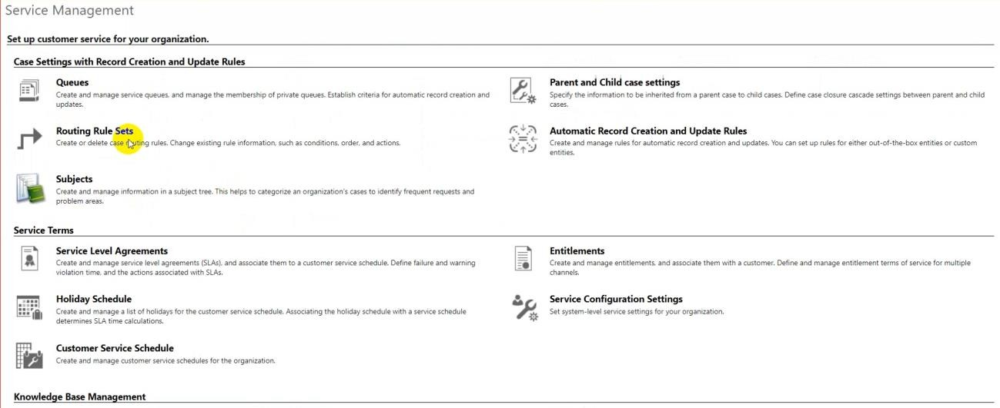 Service Management
Set up customer service for your organization.
Case Settings with Record Creation and Update Rules
Queues
Create and manage service queues, and manage the membership of private queues. Establish criteria for automatic record creation and
updates.
Parent and Child case settings
Specify the information to be inherited from a parent case to child cases. Define case closure cascade settings between parent and child
cases.
Routing Rule Sets
Create or delete case routing rules. Change existing rule information, such as conditions, order, and actions.
Automatic Record Creation and Update Rules
Create and manage rules for automatic record creation and updates. You can set up rules for either out-of-the-box entities or custom
entities.
Subjects
Create and manage information in a subject tree. This helps to categorize an organization's cases to identify frequent requests and
problem areas.
Service Terms
Service Level Agreements
Create and manage service level agreements (SLAs), and associate them to a customer service schedule. Define failure and warning
violation time, and the actions associated with SLAs.
Entitlements
Create and manage entitlements, and associate them with a customer. Define and manage entitlement terms of service for multiple
channels.
Holiday Schedule
Create and manage a list of holidays for the customer service schedule. Associating the holiday schedule with a service schedule
determines SLA time calculations.
Service Configuration Settings
Set system-level service settings for your organization.
Customer Service Schedule
Create and manage customer service schedules for the organization.
Knowledge Base Management